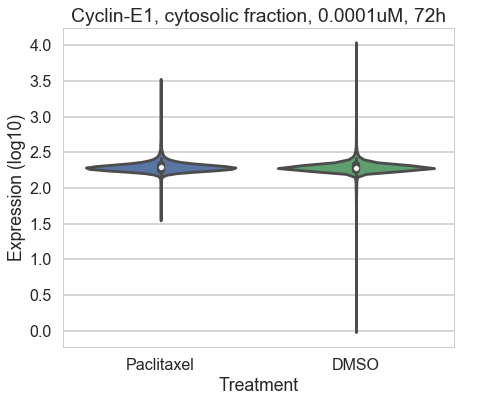 Cyclin-E1, cytosolic fraction, 0.0001uM, 72h
4.0
3.5
3.0
2.5
2.0
1.5
1.0
0.5
0.0
Expression (log10)
Paclitaxel DMSO
Treatment